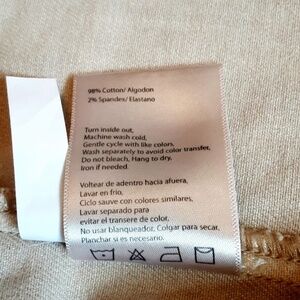 98% Cotton/ Algodon
2% Spandex/ Elastano
Turn inside out,
Machine wash cold,
Gentle cycle with like colors,
Wash separately to avoid color transfer,
Do not bleach, Hang to dry.
Iron if needed.
Voltear de adentro hacia afuera,
Lavar en frio,
Ciclo sauve con colores similares,
Lavar separado para
evitar el transere de color.
No usar blanqueador. Colgar para secar.
Planchar si és necesario.